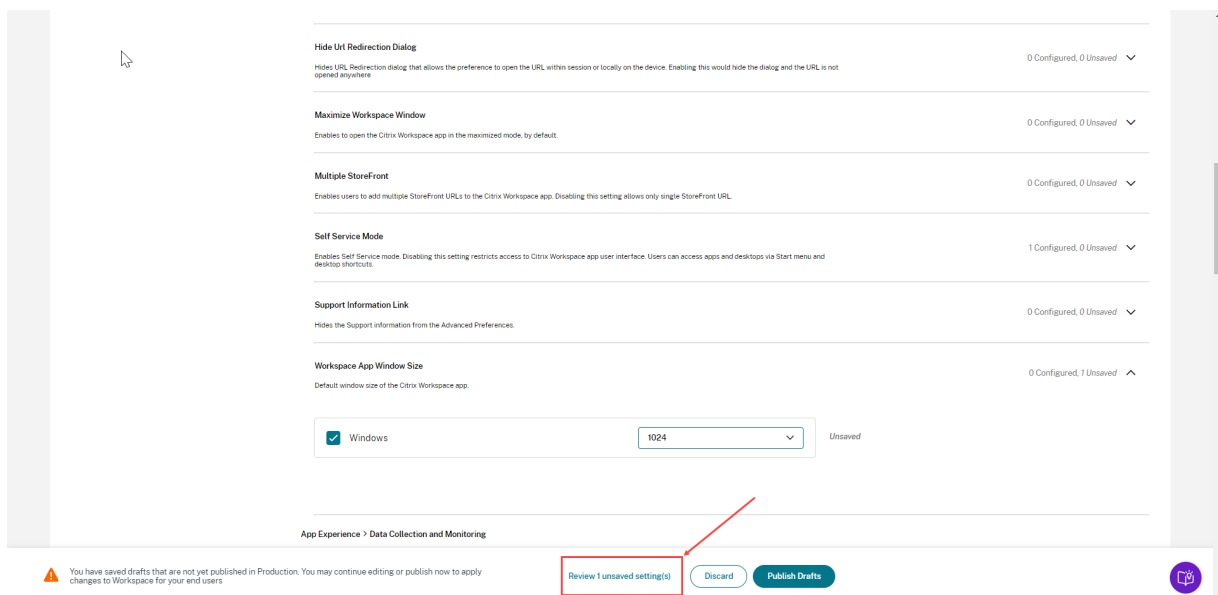 Hide Url Redirection Dialog
Hides URL Redirection dialog that allows the preference to open the URL within session or locally on the device. Enabling this would hide the dialog and the URL is not
opened anywhere
0 Configured, 0 Unsaved
Maximize Workspace Window
Enables to open the Citrix Workspace app in the maximized mode, by default.
0 Configured, 0 Unsaved
Multiple StoreFront
Enables users to add multiple StoreFront URLs to the Citrix Workspace app. Disabling this setting allows only single StoreFront URL.
0 Configured, 0 Unsaved
Self Service Mode
Enables Self Service mode. Disabling this setting restricts access to Citrix Workspace app user interface. Users can access apps and desktops via Start menu and
desktop shortcuts.
1 Configured, 0 Unsaved
Support Information Link
Hides the Support information from the Advanced Preferences.
0 Configured, 0 Unsaved
Workspace App Window Size
Default window size of the Citrix Workspace app.
0 Configured, 1 Unsaved
Windows
1024
Unsaved
App Experience > Data Collection and Monitoring
You have saved drafts that are not yet published in Production. You may continue editing or publish now to apply
changes to Workspace for your end users
Review 1 unsaved setting(s)
Discard
Publish Drafts